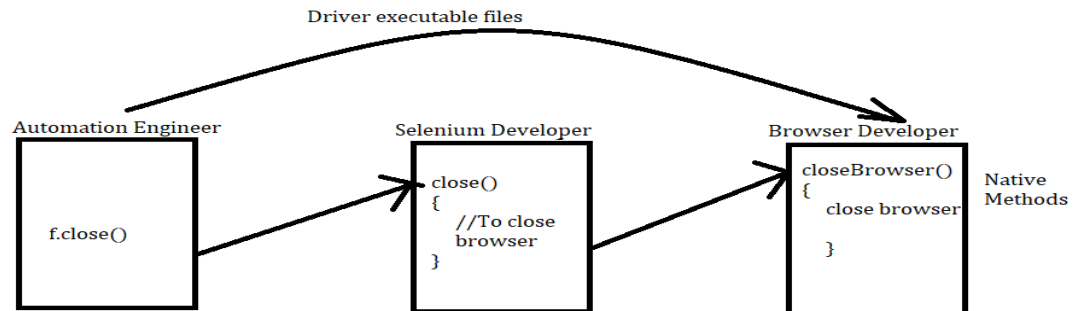 Driver executable files
Automation Engineer
f.close()
Selenium Developer
close()
{
//To close
browser
}
Browser Developer
closeBrowser()
{
close browser
}
Native
Methods